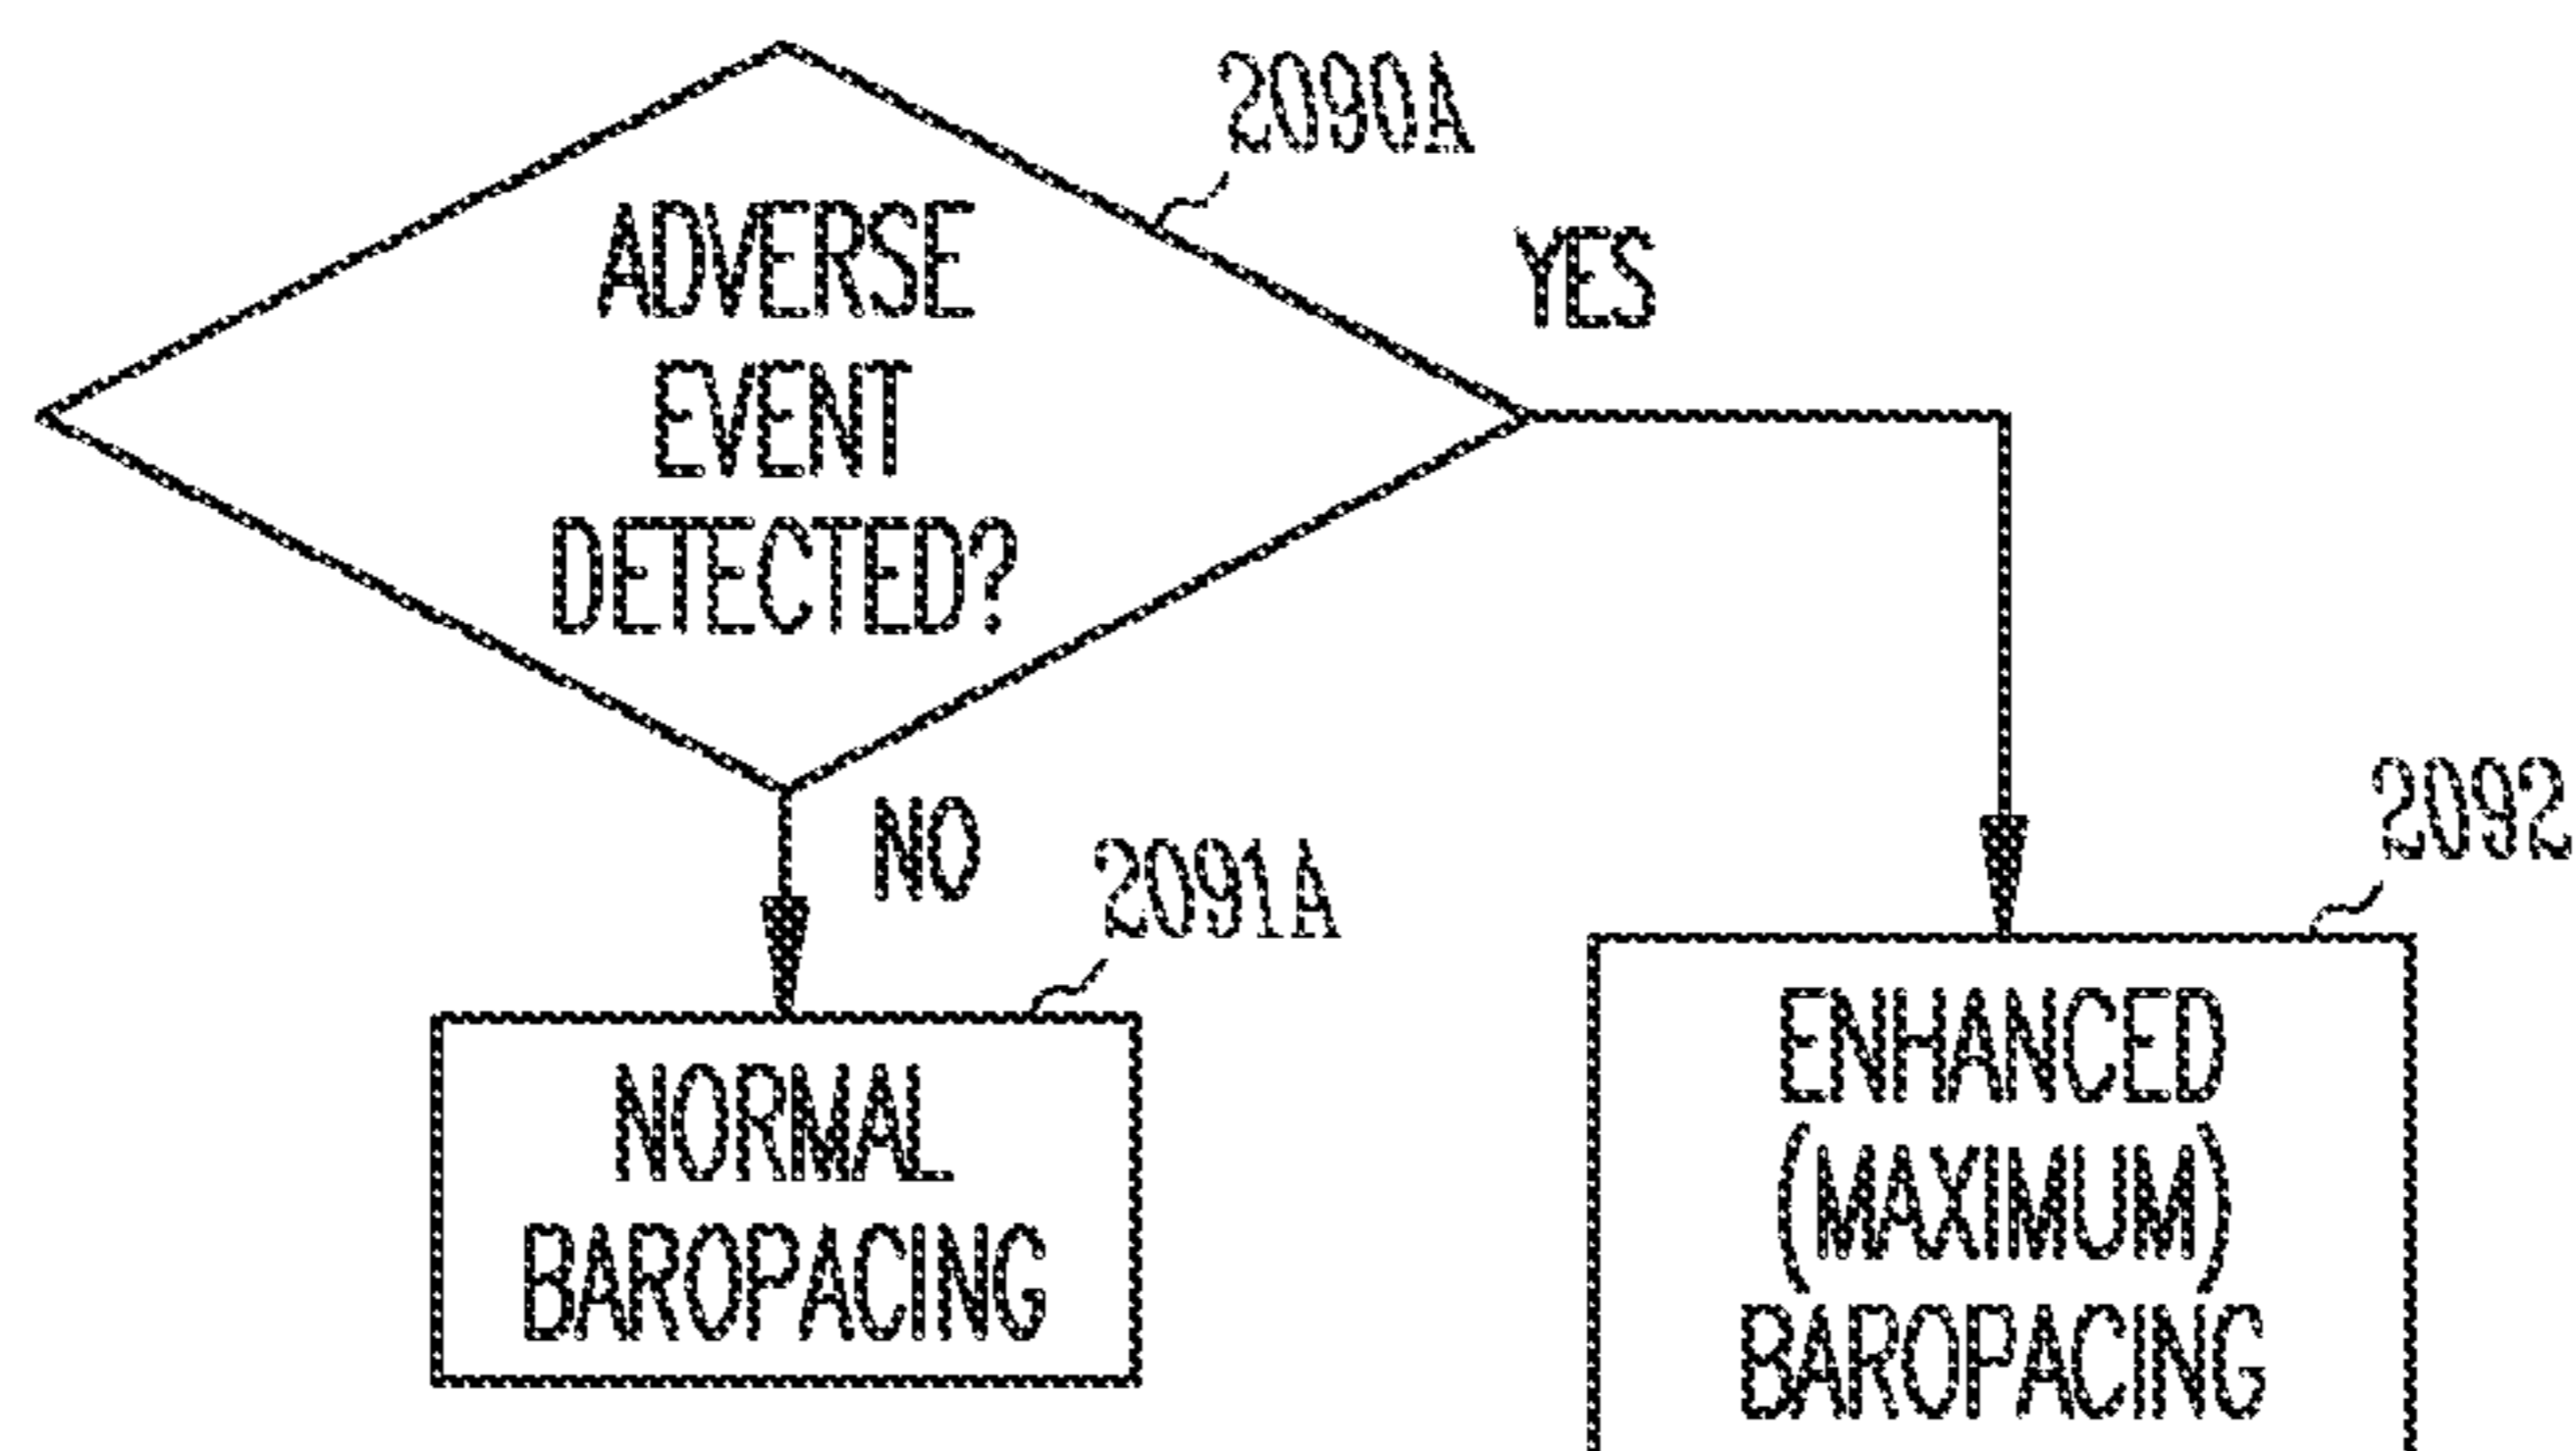 2090A
ADVERSE
EVENT
DETECTED?
YES
NO
2091A
NORMAL
BAROPACING
2092
ENHANCED
(MAXIMUM)
BAROPACING